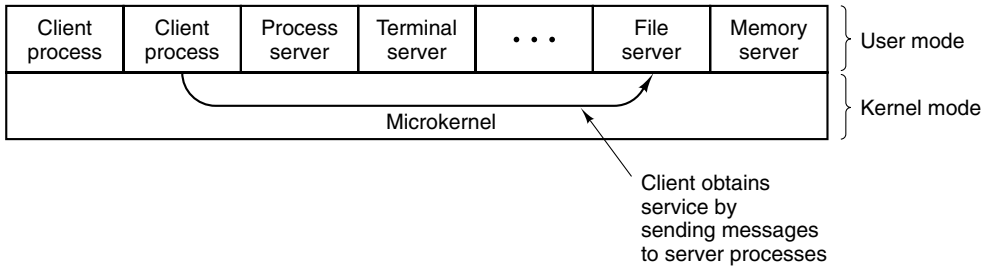 Client process
Client process
Process server
Terminal server
• • •
File server
Memory server
User mode
Microkernel
Kernel mode
Client obtains
service by
sending messages
to server processes